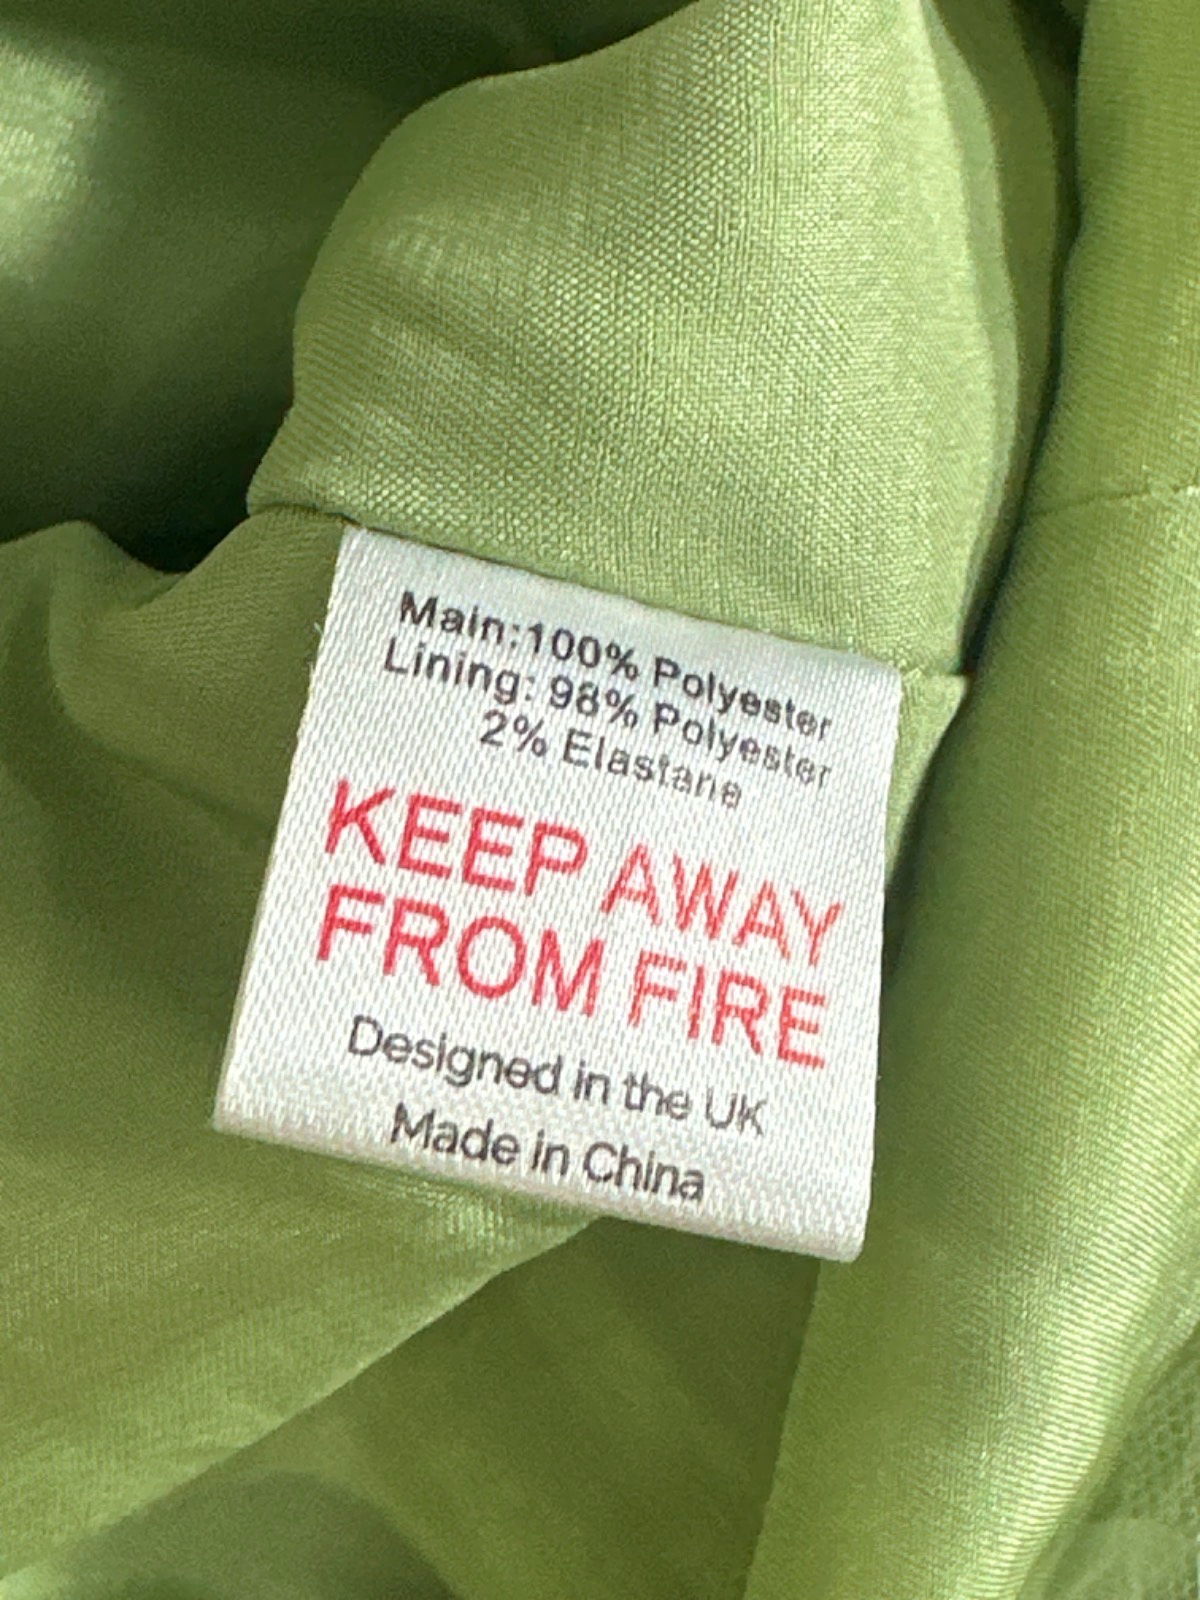 Main:100% Polyester
Lining: 98% Polyester
2% Elastane
KEEP AWAY
FROM FIRE
Designed in the UK
Made in China